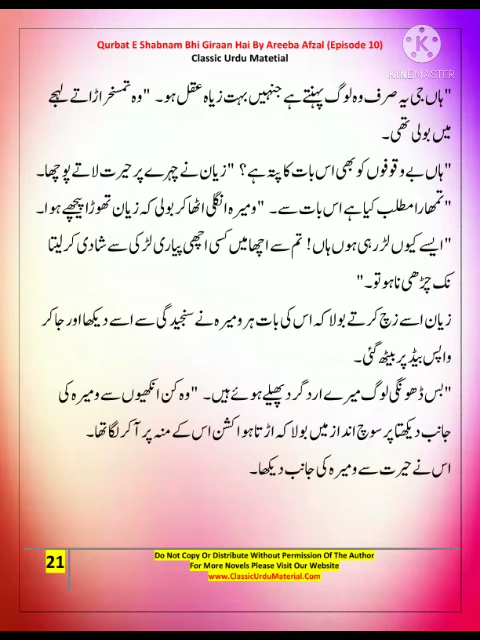 Qurbat E Shabnam Bhi Giraan Hai By Areeba Afzal (Episode 10)
Classic Urdu Matetial
K
KINEMASTER
"ہاں جی یہ صرف وہ لوگ پہنتے ہے جنہیں بہت زیاہ عقل ہو۔ "وہ تمسخر اڑاتے لہجے
میں بولی تھی۔
"ہاں بے وقوفوں کو بھی اس بات کا پتہ ہے؟ "زیان نے چہرے پر حیرت لاتے پوچھا۔
"تمھارا مطلب کیا ہے اس بات سے۔ "ومیرہ انگلی اٹھا کر بولی کہ زیان تھوڑا پیچھے ہوا۔
"ایسے کیوں لڑ رہی ہوں ہاں! تم سے اچھا میں کسی اچھی پیاری لڑکی سے شادی کر لیتا
نک چڑھی نا ہو تو۔"
زیان اسے زچ کرتے بولا کہ اس کی بات ہر ومیرہ نے سنجیدگی سے اسے دیکھا اور جا کر
واپس بیڈ پر بیٹھ گئی۔
"بس ڈھونگی لوگ میرے ارد گرد پھیلے ہوئے ہیں۔ "وہ کن انکھیوں سے ومیرہ کی
جانب دیکھتا پر سوچ انداز میں بولا کہ اڑتا ہوا کشن اس کے منہ پر آ کر لگا تھا۔
اس نے حیرت سے ومیرہ کی جانب دیکھا۔
21
Do Not Copy Or Distribute Without Permission Of The Author
For More Novels Please Visit Our Website
www.ClassicUrduMaterial.Com